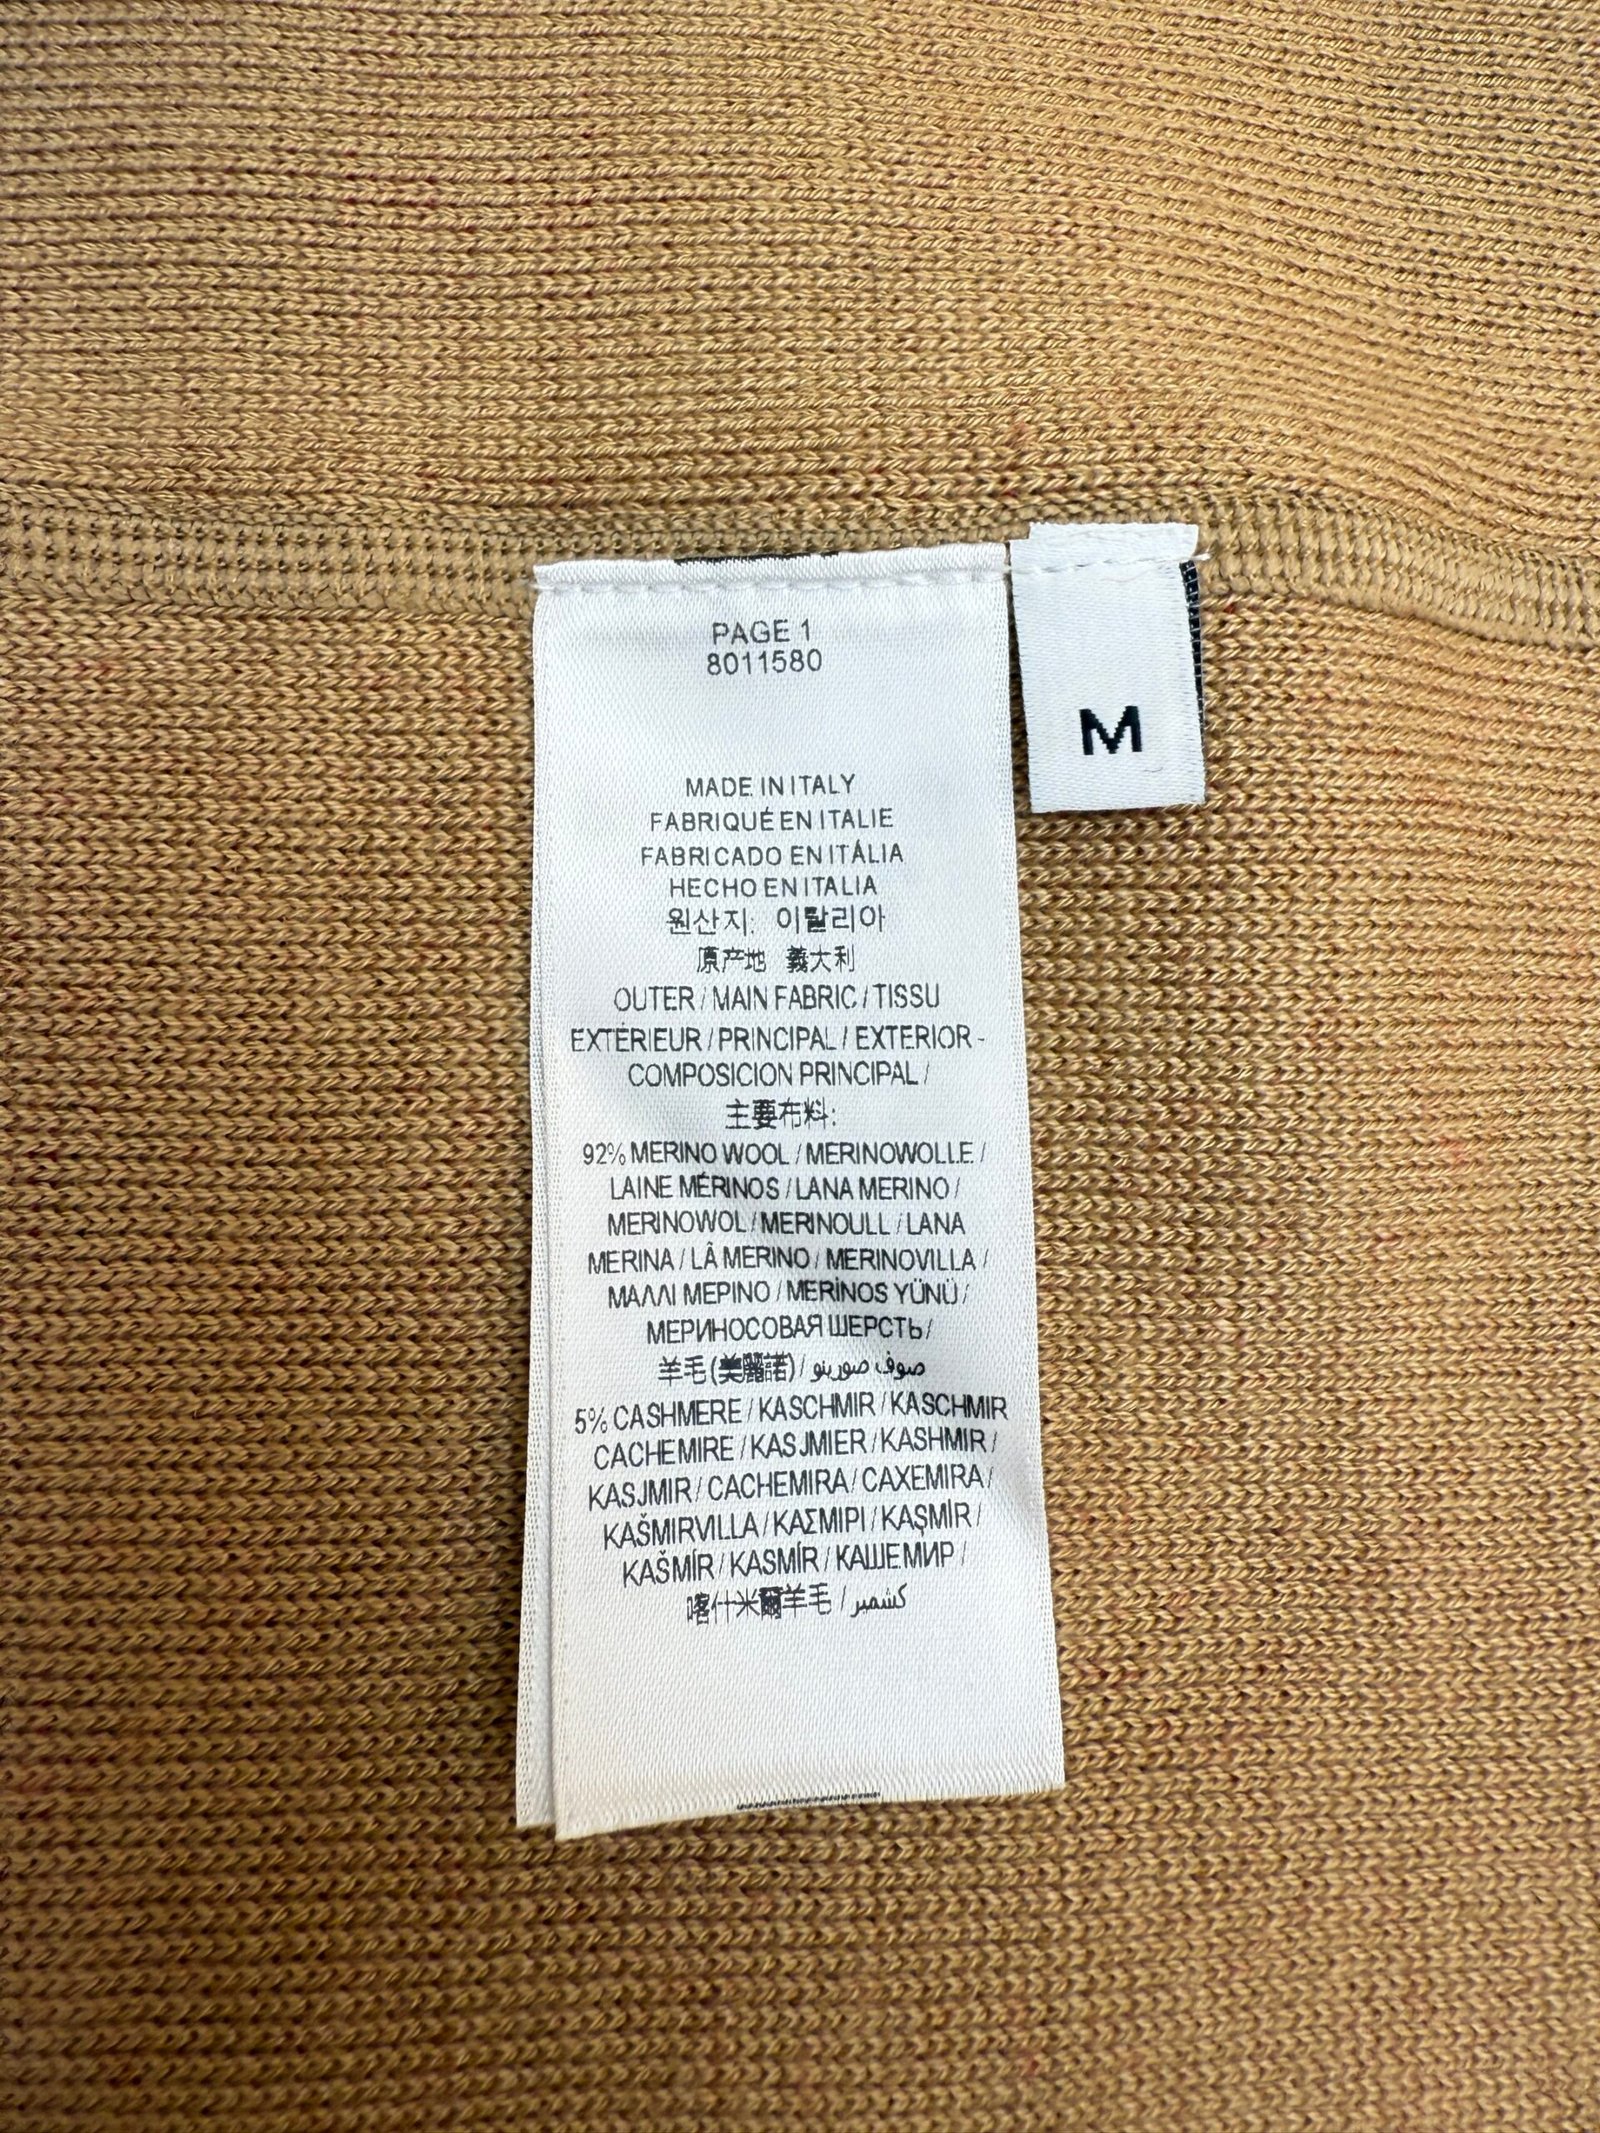 PAGE 1
8011580
M
MADE IN ITALY
FABRIQUÉ EN ITALIE
FABRICADO EN ITÁLIA
HECHO EN ITALIA
원산지: 이탈리아
原产地 義大利
OUTER / MAIN FABRIC / TISSU
EXTÉRIEUR / PRINCIPAL / EXTERIOR -
COMPOSICION PRINCIPAL /
主要布料:
92% MERINO WOOL / MERINOWOLLE /
LAINE MÉRINOS / LANA MERINO /
MERINOWOL / MERINOULL / LANA
MERINA / LÃ MERINO / MERINOVILLA /
ΜΑΛΛΙ ΜΕΡΙΝΟ / MERİNOS YÜNÜ /
МЕРИНОСОВАЯ ШЕРСТЬ /
羊毛 (美麗諾) / صوف صورينو
5% CASHMERE / KASCHMIR / KASCHMIR
CACHEMIRE / KASJMIER / KASHMIR /
KASJMIR / CACHEMIRA / CAXEMIRA /
KAŠMIRVILLA / ΚΑΣΜΙΡΙ / KAŞMİR /
KAŠMÍR / KASMÍR / КАШЕМИР /
喀什米爾羊毛 / كشمير